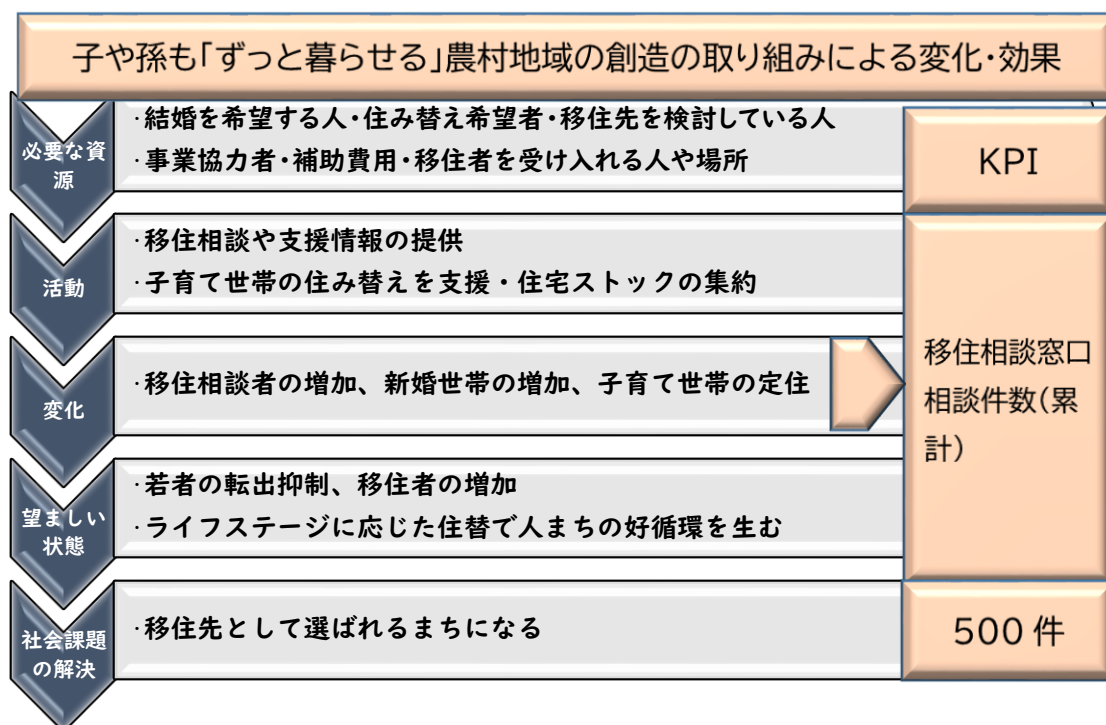 子や孫も「ずっと暮らせる」農村地域の創造の取り組みによる変化・効果
必要な資
源
・結婚を希望する人・住み替え希望者・移住先を検討している人
・事業協力者・補助費用・移住者を受け入れる人や場所
KPI
活動
・移住相談や支援情報の提供
・子育て世帯の住み替えを支援・住宅ストックの集約
変化
・移住相談者の増加、新婚世帯の増加、子育て世帯の定住
移住相談窓口
相談件数(累
計)
望ましい
状態
・若者の転出抑制、移住者の増加
・ライフステージに応じた住替で人まちの好循環を生む
社会課題
の解決
・移住先として選ばれるまちになる
500 件